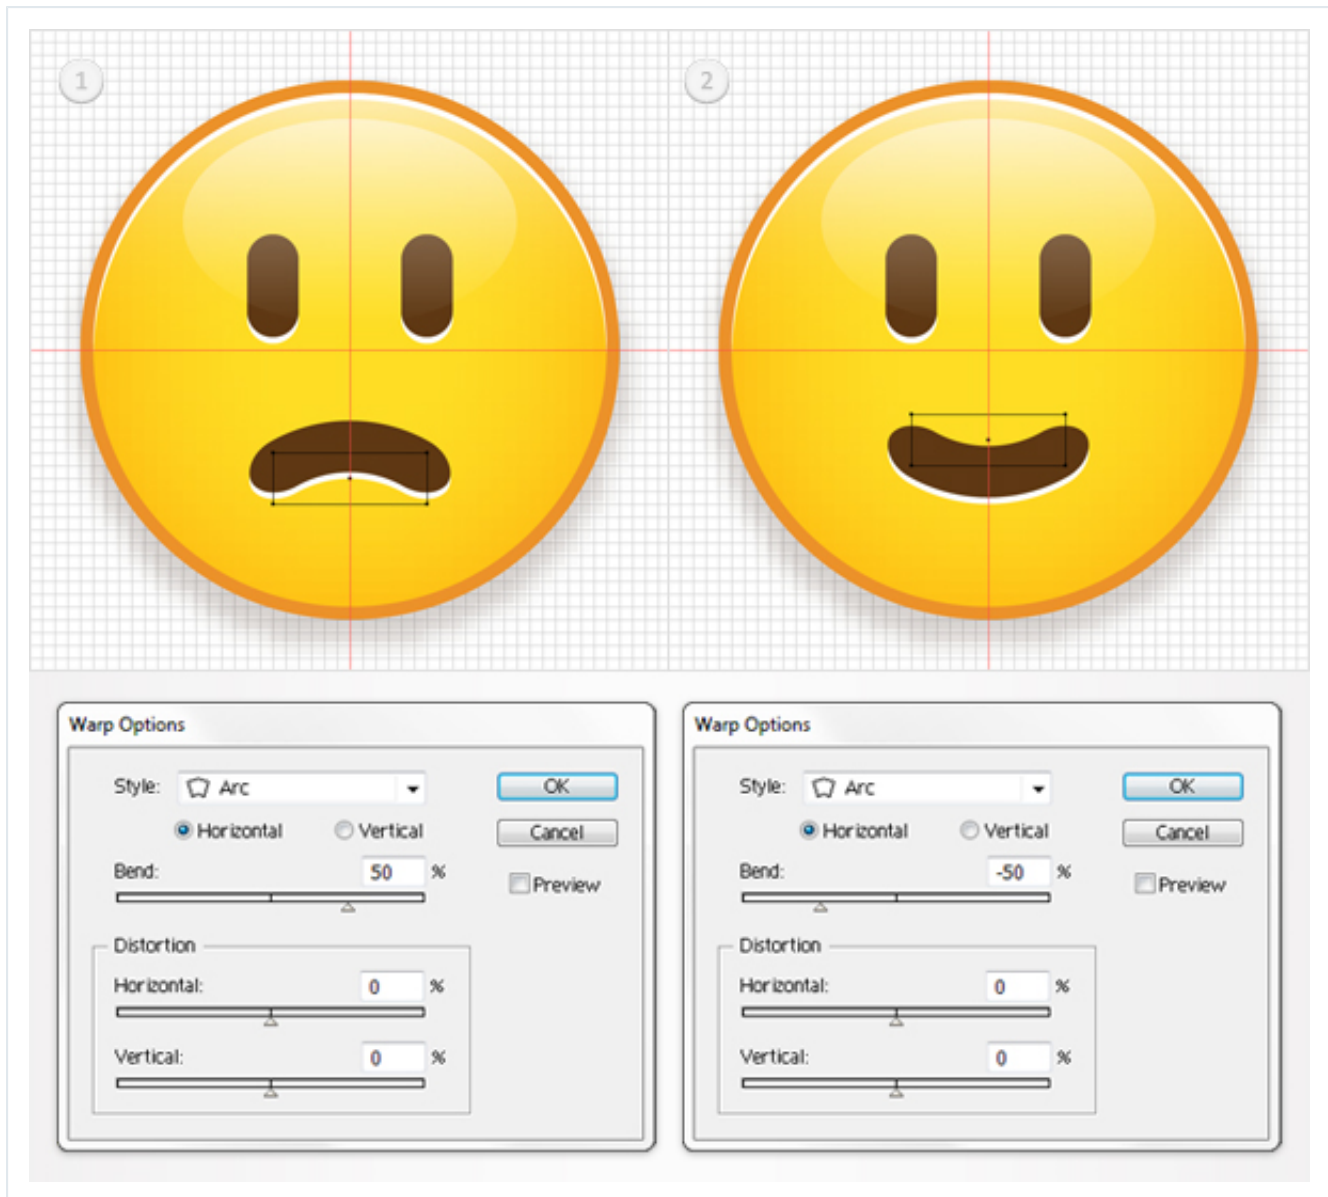 1
2
Warp Options
Style: Arc
OK
Horizontal Vertical
Cancel
Bend: 50 %
Preview
Distortion
Horizontal: 0 %
Vertical: 0 %
Warp Options
Style: Arc
OK
Horizontal Vertical
Cancel
Bend: -50 %
Preview
Distortion
Horizontal: 0 %
Vertical: 0 %